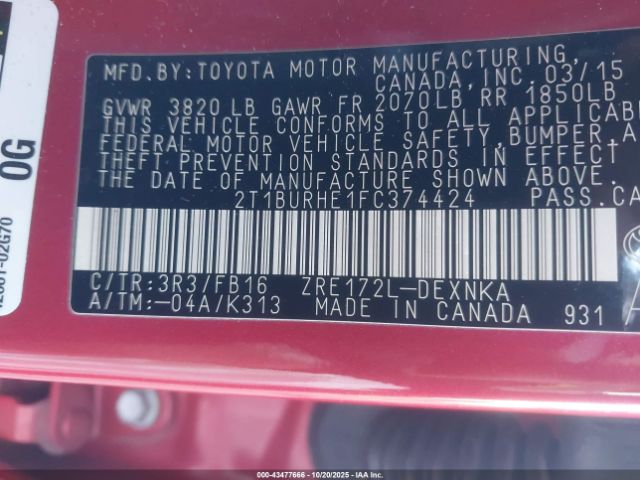 MFD.BY:TOYOTA MOTOR MANUFACTURING,
CANADA,INC. 03/15
GVWR 3820 LB GAWR FR 2070LB RR 1850LB
THIS VEHICLE CONFORMS TO ALL APPLICAB
FEDERAL MOTOR VEHICLE SAFETY,BUMPER,A
THEFT PREVENTION STANDARDS IN EFFECT
THE DATE OF MANUFACTURE SHOWN ABOVE.
2T1BURHE1FC374424 PASS.CA
C/TR:3R3/FB16 ZRE172L-DEXNKA
A/TM:-04A/K313 MADE IN CANADA 931
0G
02G70
000-43477666 - 10/20/2025 - IAA, Inc.